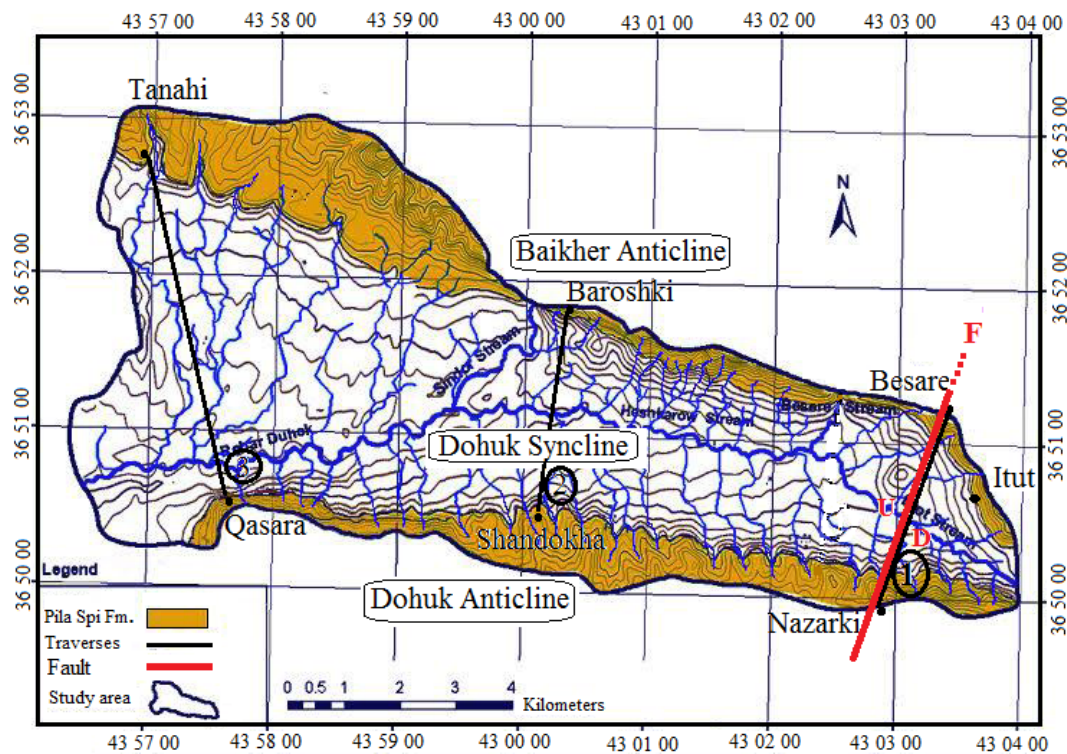 43 57 00
43 58 00
43 59 00
43 00 00
43 01 00
43 02 00
43 03 00
43 04 00
36 53 00
36 53 00
Tanahi
N
Baikher Anticline
36 52 00
36 52 00
Baroshki
F
Sindor Stream
Besare
36 51 00
36 51 00
Heshkarow Stream
Besare Stream
Dohuk Syncline
Robar Duhok
3
2
Itut
Qasara
U
Shandokha
D
1
36 50 00
36 50 00
Dohuk Anticline
Nazarki
Legend
Pila Spi Fm.
Traverses
Fault
Study area
0 0.5 1 2 3 4
Kilometers
43 57 00
43 58 00
43 59 00
43 00 00
43 01 00
43 02 00
43 03 00
43 04 00